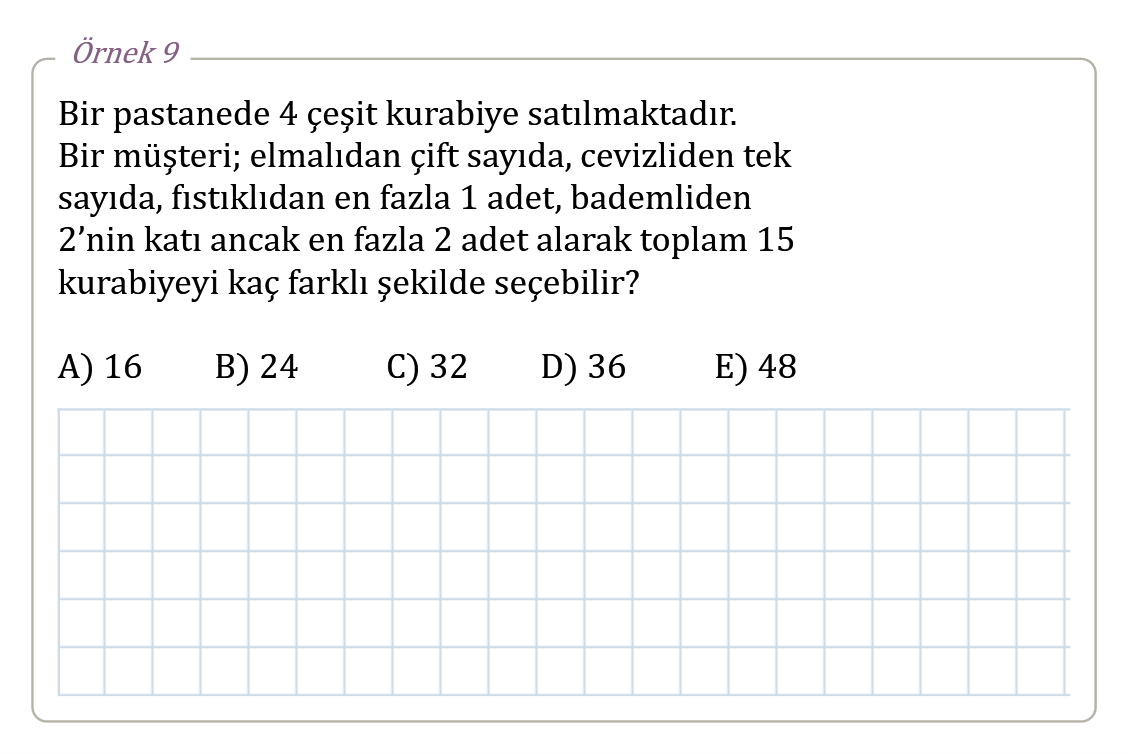 Örnek 9
Bir pastanede 4 çeşit kurabiye satılmaktadır.
Bir müşteri; elmalıdan çift sayıda, cevizliden tek
sayıda, fıstıklıdan en fazla 1 adet, bademliden
2’nin katı ancak en fazla 2 adet alarak toplam 15
kurabiyeyi kaç farklı şekilde seçebilir?
A) 16 B) 24 C) 32 D) 36 E) 48